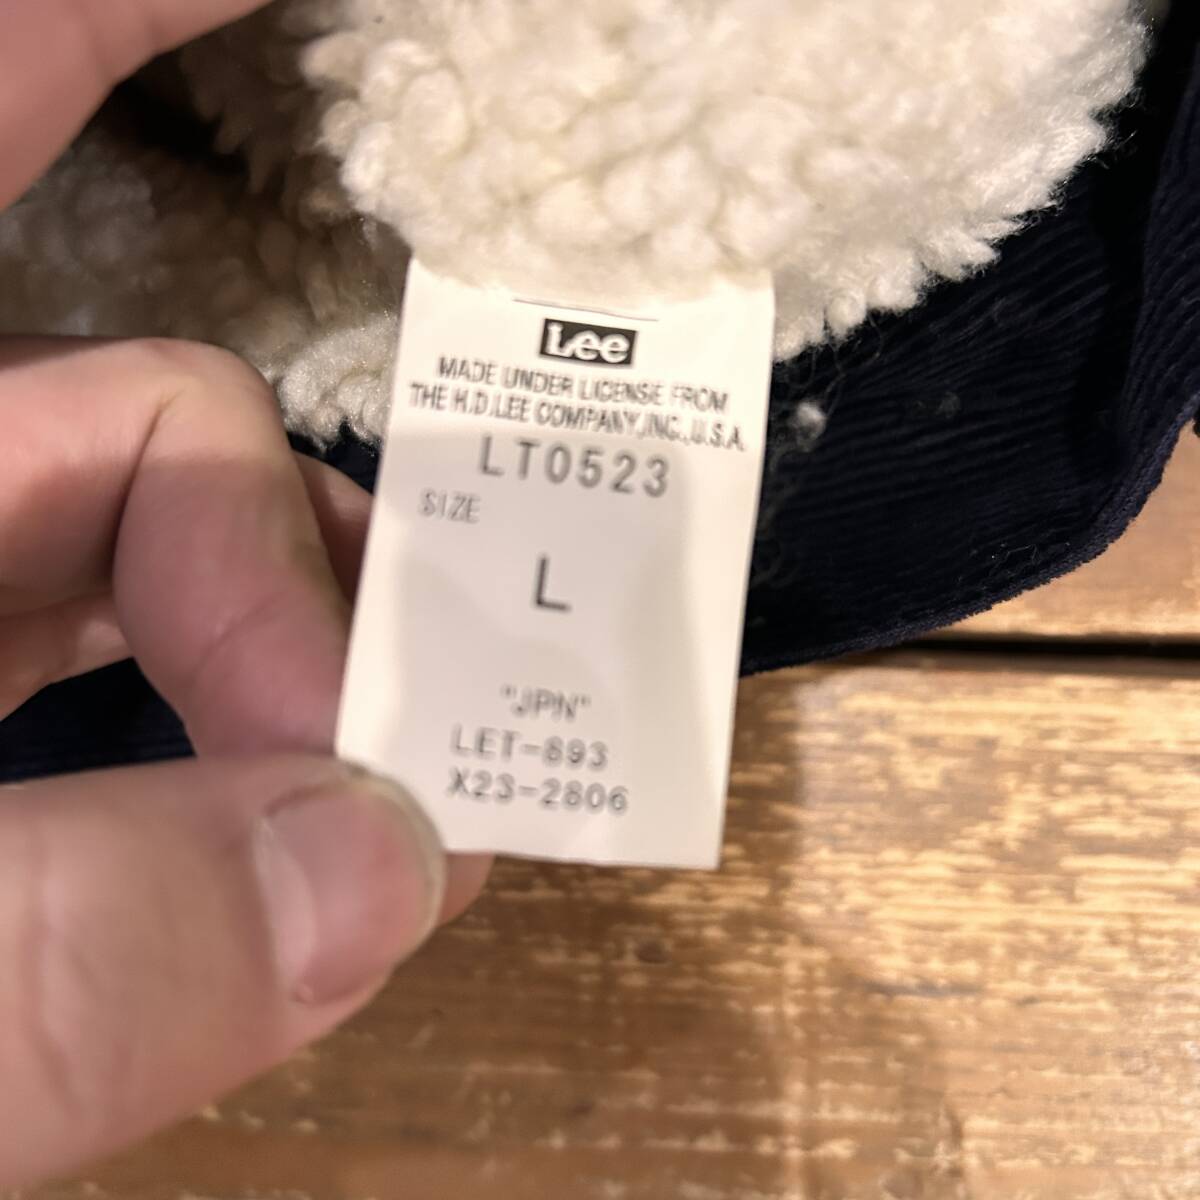 Lee
MADE UNDER LICENSE FROM
THE H.D.LEE COMPANY,INC.,U.S.A.
LT0523
SIZE
L
"JPN"
LET-893
X23-2806